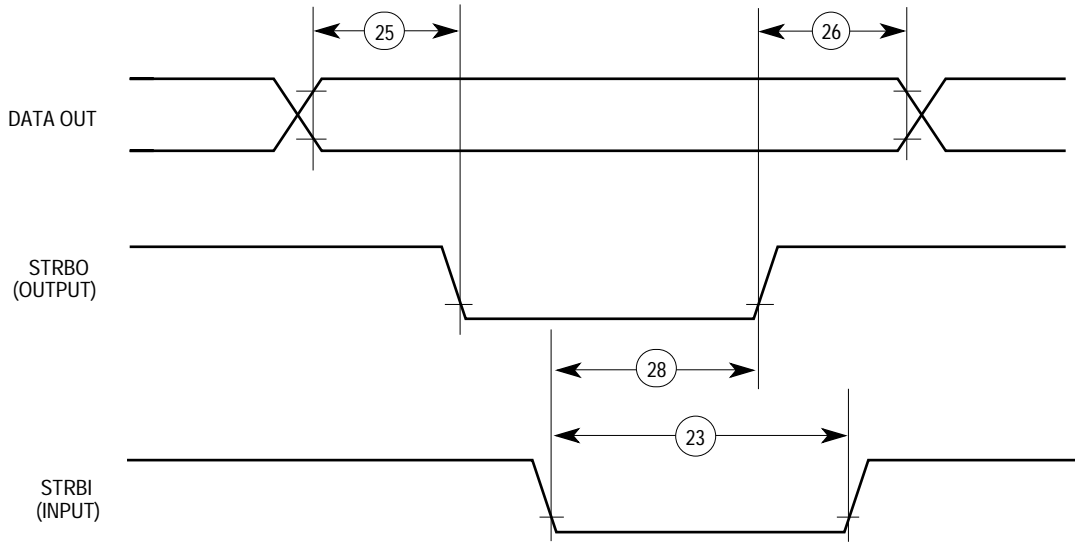 25
26
DATA OUT
STRBO
(OUTPUT)
28
23
STRBI
(INPUT)